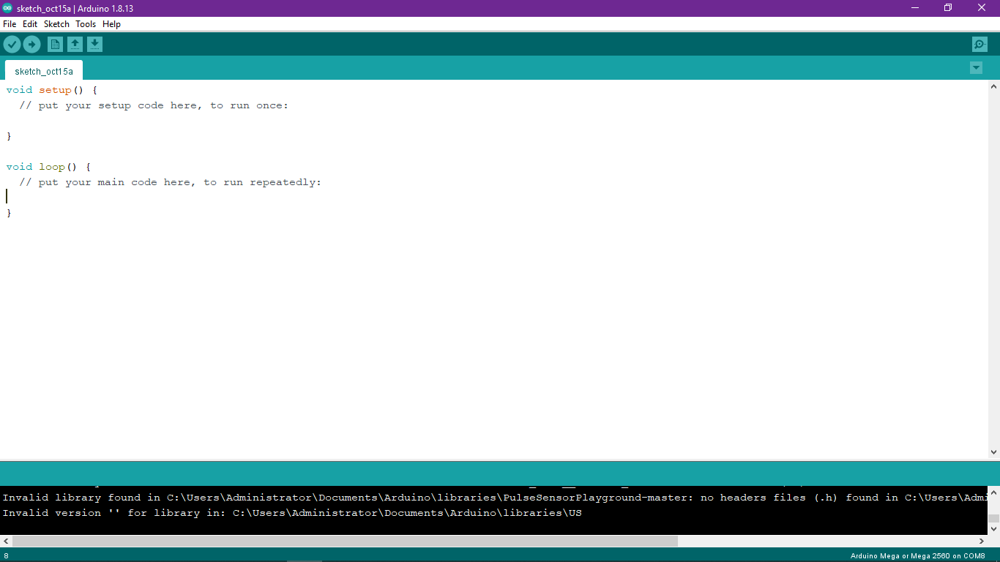 sketch_oct15a | Arduino 1.8.13
File Edit Sketch Tools Help
sketch_oct15a
void setup() {
  // put your setup code here, to run once:

}

void loop() {
  // put your main code here, to run repeatedly:

}
Invalid library found in C:\Users\Administrator\Documents\Arduino\libraries\PulseSensorPlayground-master: no headers files (.h) found in C:\Users\Admi
Invalid version '' for library in: C:\Users\Administrator\Documents\Arduino\libraries\US
8
Arduino Mega or Mega 2560 on COM8